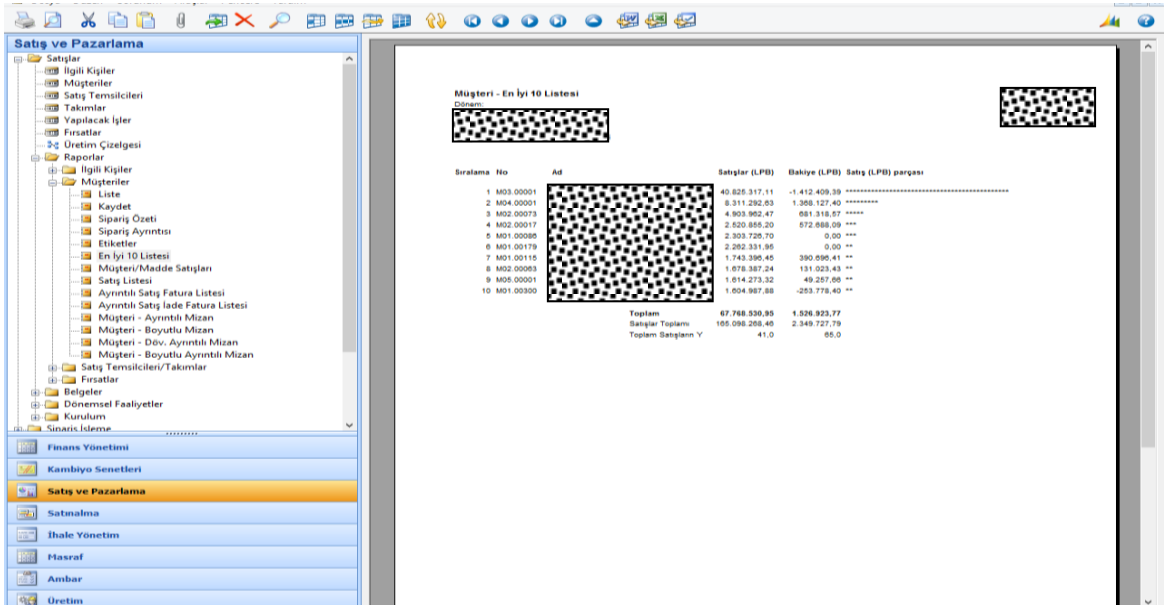 Satış ve Pazarlama
Satışlar
İlgili Kişiler
Müşteriler
Satış Temsilcileri
Takımlar
Yapılacak İşler
Fırsatlar
Üretim Çizelgesi
Raporlar
İlgili Kişiler
Müşteriler
Liste
Kaydet
Sipariş Özeti
Sipariş Ayrıntısı
Etiketler
En İyi 10 Listesi
Müşteri/Madde Satışları
Satış Listesi
Ayrıntılı Satış Fatura Listesi
Ayrıntılı Satış İade Fatura Listesi
Müşteri - Ayrıntılı Mizan
Müşteri - Boyutlu Mizan
Müşteri - Döv. Ayrıntılı Mizan
Müşteri - Boyutlu Ayrıntılı Mizan
Satış Temsilcileri/Takımlar
Fırsatlar
Belgeler
Dönemsel Faaliyetler
Kurulum
Sipariş İşleme
Finans Yönetimi
Kambiyo Senetleri
Satış ve Pazarlama
Satınalma
İhale Yönetim
Masraf
Ambar
Üretim
Müşteri - En İyi 10 Listesi
Dönem:
Sıralama No Ad Satışlar (LPB) Bakiye (LPB) Satış (LPB) parçası
1 M03.00001 40.825.317,11 -1.412.409,39 ************************************************
2 M04.00001 8.311.292,63 1.368.127,40 *********
3 M02.00073 4.903.962,47 681.318,57 *****
4 M02.00017 2.520.855,20 572.688,09 ***
5 M01.00086 2.303.726,70 0,00 ***
6 M01.00179 2.262.331,95 0,00 **
7 M01.00115 1.743.396,45 390.696,41 **
8 M02.00063 1.678.387,24 131.023,43 **
9 M05.00001 1.614.273,32 49.257,66 **
10 M01.00300 1.604.987,88 -253.778,40 **
Toplam 67.768.530,95 1.526.923,77
Satışlar Toplamı 165.098.268,46 2.349.727,79
Toplam Satışların Y 41,0 65,0